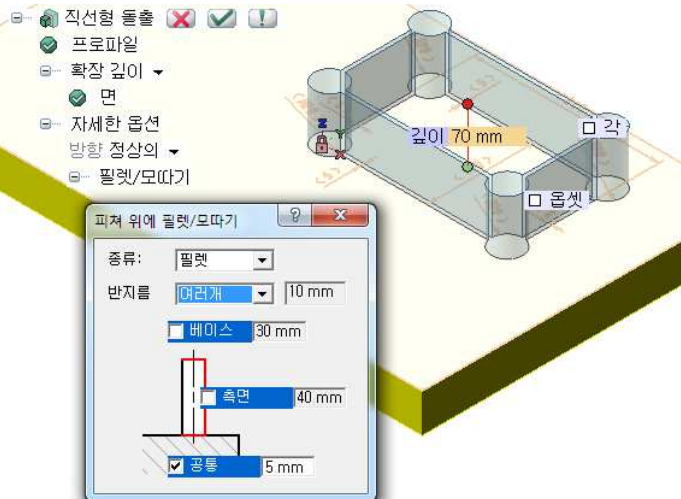 직선형 돌출
프로파일
확장 깊이
면
자세한 옵션
방향 정상의
필렛/모따기
깊이 70 mm
각
옵셋
Z
Y
X
피쳐 위에 필렛/모따기
종류: 필렛
반지름 여러개 10 mm
베이스 30 mm
측면 40 mm
공통 5 mm